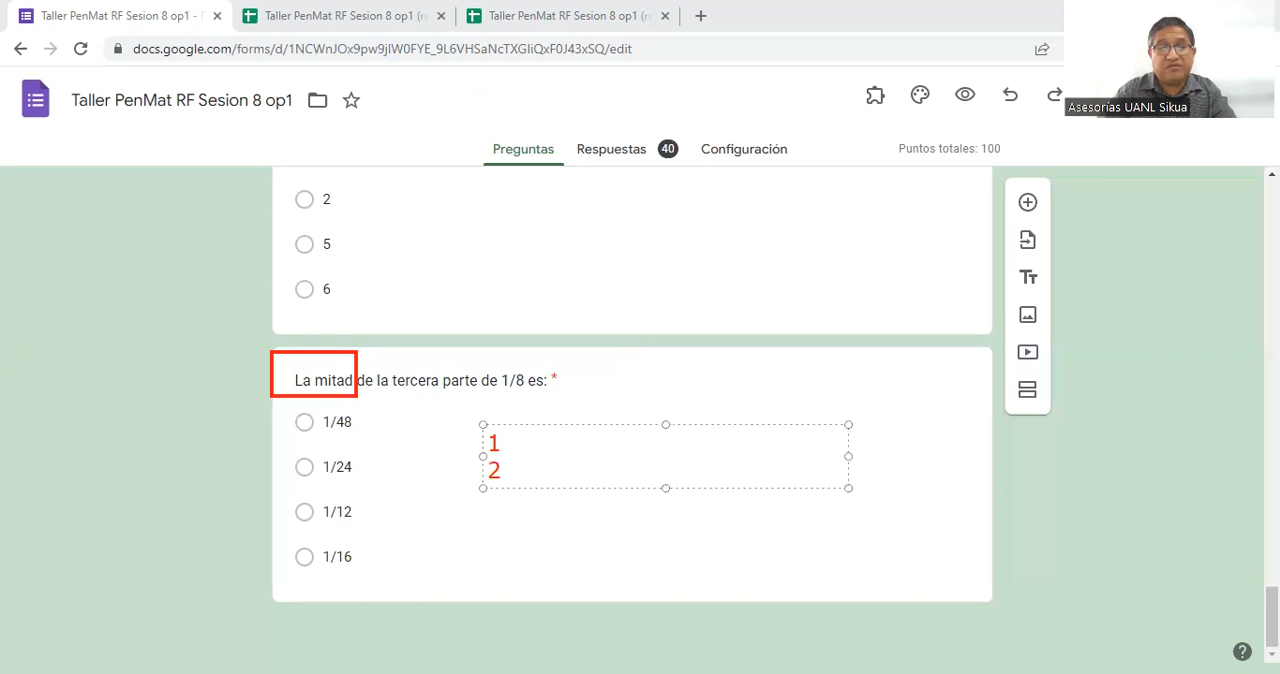 Taller PenMat RF Sesion 8 op1 -
Taller PenMat RF Sesion 8 op1 (re
Taller PenMat RF Sesion 8 op1 (re
docs.google.com/forms/d/1NCWnJOx9pw9jIW0FYE_9L6VHSaNcTXGIiQxF0J43xSQ/edit
Taller PenMat RF Sesion 8 op1
Asesorías UANL Sikua
Preguntas
Respuestas 40
Configuración
Puntos totales: 100
2
5
6
La mitad de la tercera parte de 1/8 es: *
1/48
1/24
1/12
1/16
1
2